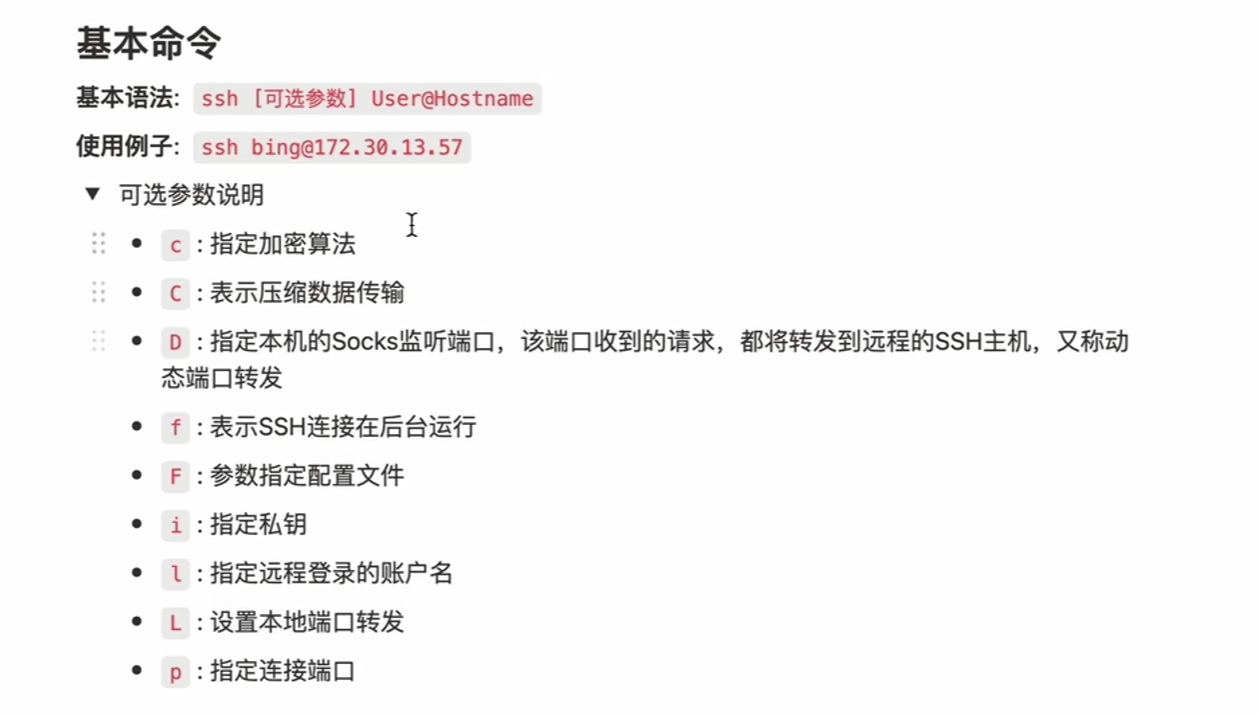 基本命令
基本语法: ssh [可选参数] User@Hostname
使用例子: ssh bing@172.30.13.57
▼ 可选参数说明
• c : 指定加密算法
• C : 表示压缩数据传输
• D : 指定本机的Socks监听端口，该端口收到的请求，都将转发到远程的SSH主机，又称动
态端口转发
• f : 表示SSH连接在后台运行
• F : 参数指定配置文件
• i : 指定私钥
• l : 指定远程登录的账户名
• L : 设置本地端口转发
• p : 指定连接端口